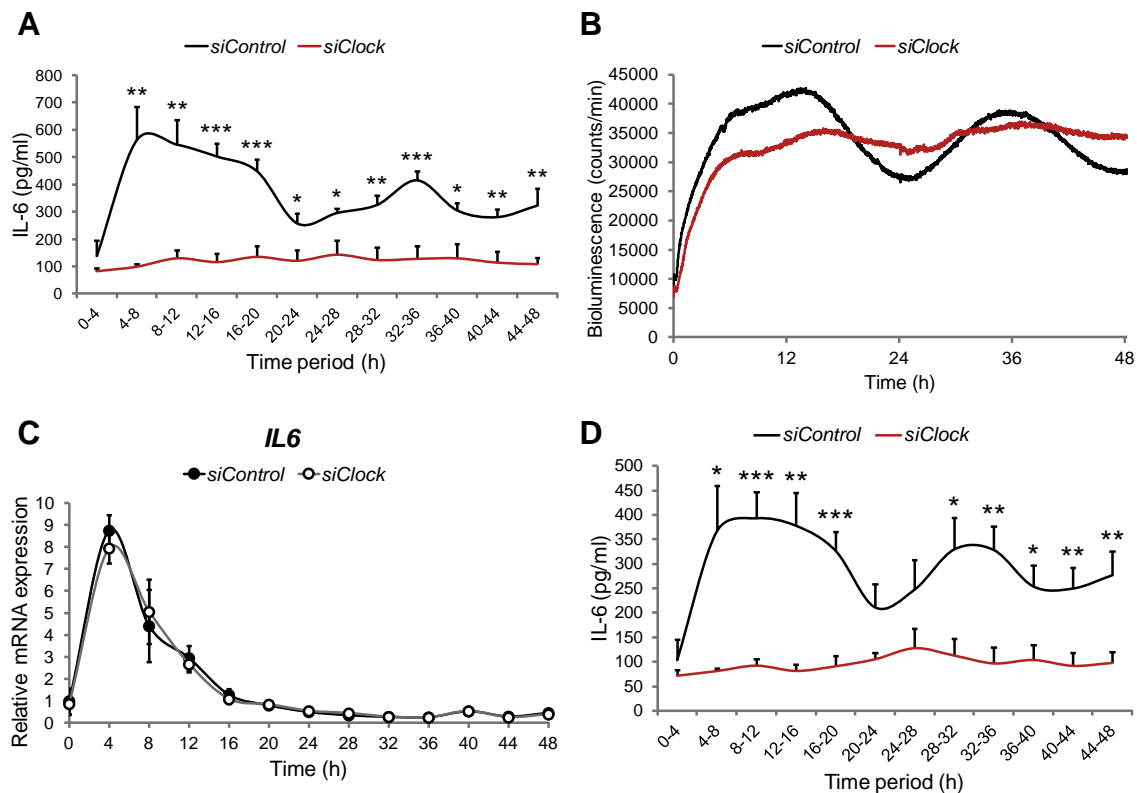 A
siControl siClock
IL-6 (pg/ml)
800
700
600
500
400
300
200
100
0
** ** *** *** * * ** *** * ** **
0-4 4-8 8-12 12-16 16-20 20-24 24-28 28-32 32-36 36-40 40-44 44-48
Time period (h)
B
siControl siClock
Bioluminescence (counts/min)
45000
40000
35000
30000
25000
20000
15000
10000
5000
0
0 12 24 36 48
Time (h)
C
IL6
siControl siClock
Relative mRNA expression
10
9
8
7
6
5
4
3
2
1
0
0 4 8 12 16 20 24 28 32 36 40 44 48
Time (h)
D
siControl siClock
IL-6 (pg/ml)
500
450
400
350
300
250
200
150
100
50
0
* *** ** *** * ** * ** **
0-4 4-8 8-12 12-16 16-20 20-24 24-28 28-32 32-36 36-40 40-44 44-48
Time period (h)